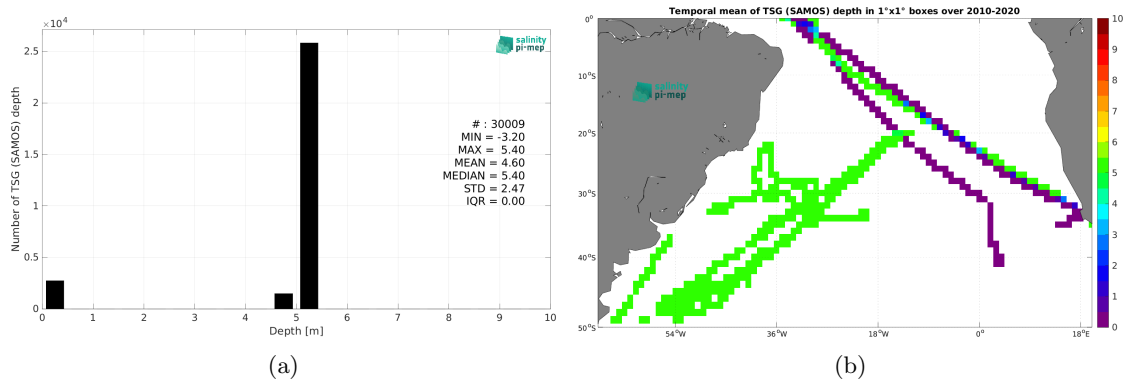 ×10⁴
2.5
2
1.5
1
0.5
0
0 1 2 3 4 5 6 7 8 9 10
Number of TSG (SAMOS) depth
Depth [m]
salinity
pi-mep
# : 30009
MIN = -3.20
MAX = 5.40
MEAN = 4.60
MEDIAN = 5.40
STD = 2.47
IQR = 0.00
(a)
Temporal mean of TSG (SAMOS) depth in 1°x1° boxes over 2010-2020
0°
10°S
20°S
30°S
40°S
50°S
54°W 36°W 18°W 0° 18°E
salinity
pi-mep
10
9
8
7
6
5
4
3
2
1
0
(b)